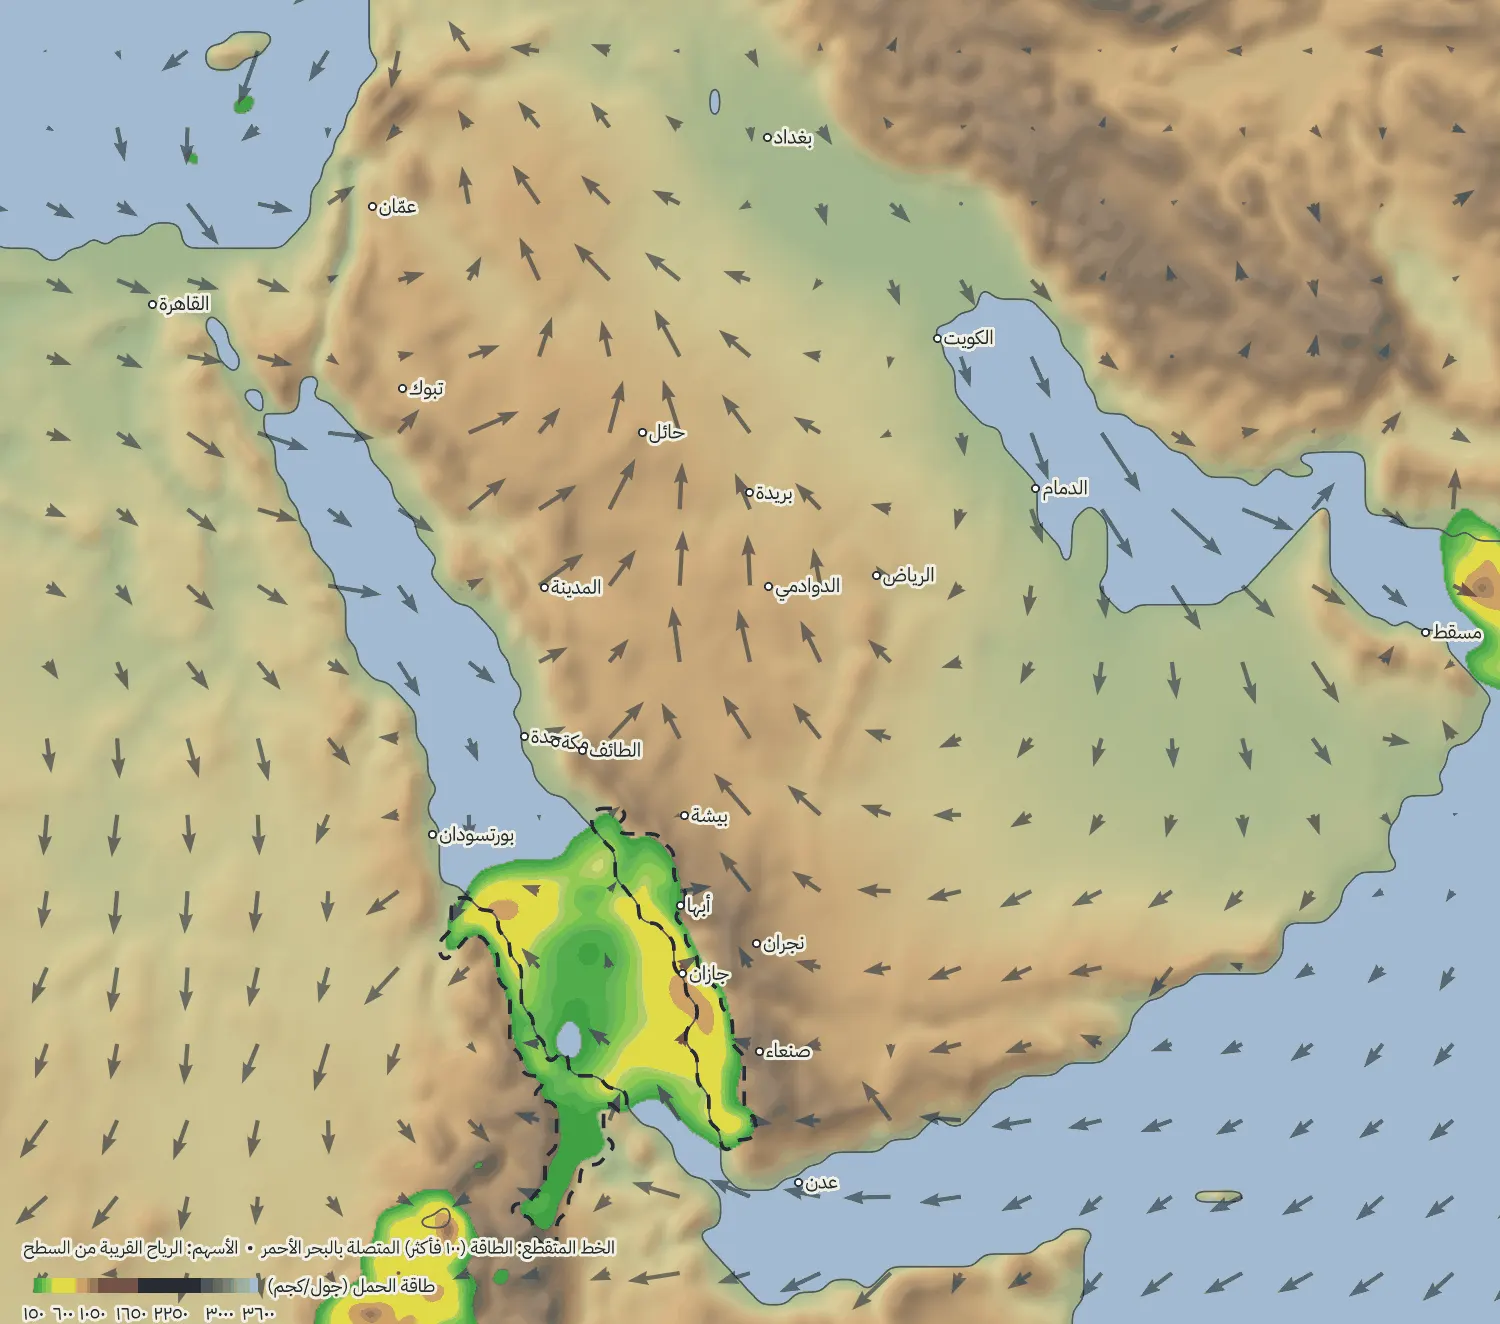 بغداد
عمّان
القاهرة
الكويت
تبوك
حائل
الدمام
بريدة
الرياض
الدوادمي
المدينة
مسقط
جدة
مكة
الطائف
بيشة
بورتسودان
أبها
نجران
جازان
صنعاء
عدن
الخط المتقطع: الطاقة (١٠٠ فأكثر) المتصلة بالبحر الأحمر • الأسهم: الرياح القريبة من السطح
طاقة الحمل (جول/كجم)
١٥٠ ٦٠٠ ١٠٥٠ ١٦٥٠ ٢٢٥٠ ٣٠٠٠ ٣٦٠٠